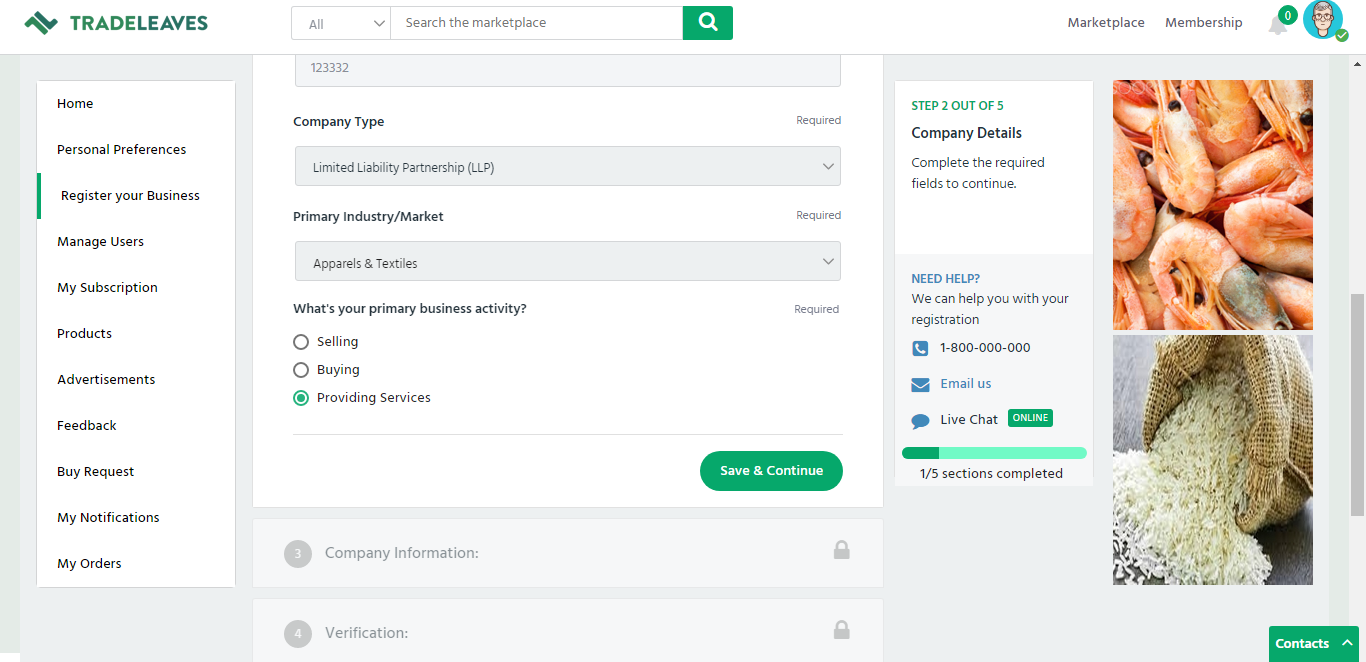 TRADELEAVES
All
Search the marketplace
Marketplace
Membership
0
Home
Personal Preferences
Register your Business
Manage Users
My Subscription
Products
Advertisements
Feedback
Buy Request
My Notifications
My Orders
123332
Company Type
Required
Limited Liability Partnership (LLP)
Primary Industry/Market
Required
Apparels & Textiles
What's your primary business activity?
Required
Selling
Buying
Providing Services
Save & Continue
3
Company Information:
4
Verification:
STEP 2 OUT OF 5
Company Details
Complete the required
fields to continue.
NEED HELP?
We can help you with your
registration
1-800-000-000
Email us
Live Chat
ONLINE
1/5 sections completed
Contacts